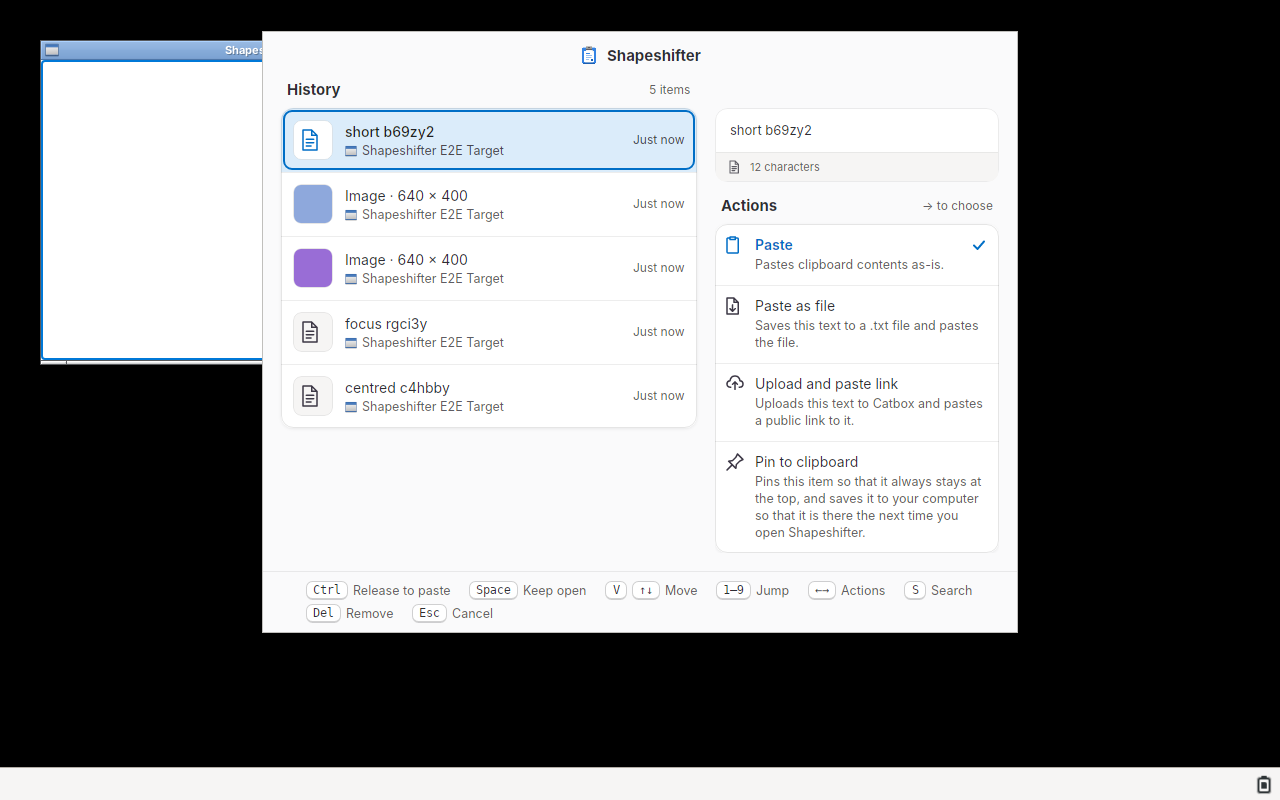 Shapes
Shapeshifter
History
5 items
short b69zy2
Shapeshifter E2E Target
Just now
Image · 640 × 400
Shapeshifter E2E Target
Just now
Image · 640 × 400
Shapeshifter E2E Target
Just now
focus rgci3y
Shapeshifter E2E Target
Just now
centred c4hbby
Shapeshifter E2E Target
Just now
short b69zy2
12 characters
Actions
→ to choose
Paste
Pastes clipboard contents as-is.
Paste as file
Saves this text to a .txt file and pastes
the file.
Upload and paste link
Uploads this text to Catbox and pastes
a public link to it.
Pin to clipboard
Pins this item so that it always stays at
the top, and saves it to your computer
so that it is there the next time you
open Shapeshifter.
Ctrl Release to paste Space Keep open V ↑↓ Move 1–9 Jump ←→ Actions S Search
Del Remove Esc Cancel